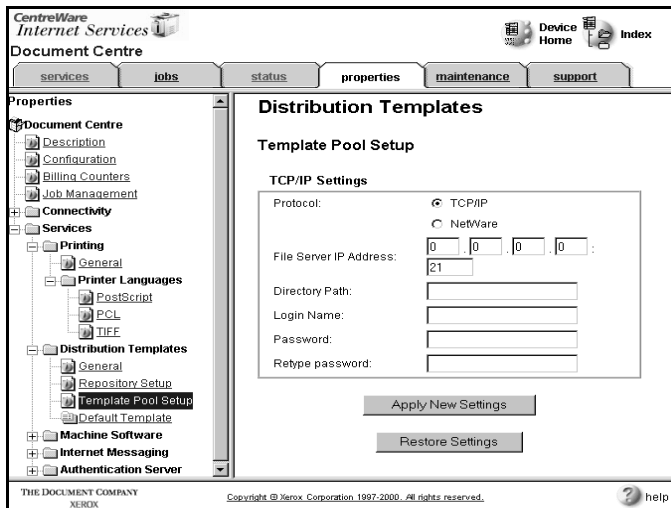 CentreWare
Internet Services
Document Centre
Device Home
Index
services
jobs
status
properties
maintenance
support
Properties
Document Centre
Description
Configuration
Billing Counters
Job Management
Connectivity
Services
Printing
General
Printer Languages
PostScript
PCL
TIFF
Distribution Templates
General
Repository Setup
Template Pool Setup
Default Template
Machine Software
Internet Messaging
Authentication Server
Distribution Templates
Template Pool Setup
TCP/IP Settings
Protocol: TCP/IP
NetWare
File Server IP Address: 0 . 0 . 0 . 0 :
21
Directory Path:
Login Name:
Password:
Retype password:
Apply New Settings
Restore Settings
THE DOCUMENT COMPANY
XEROX
Copyright © Xerox Corporation 1997-2000. All rights reserved.
? help